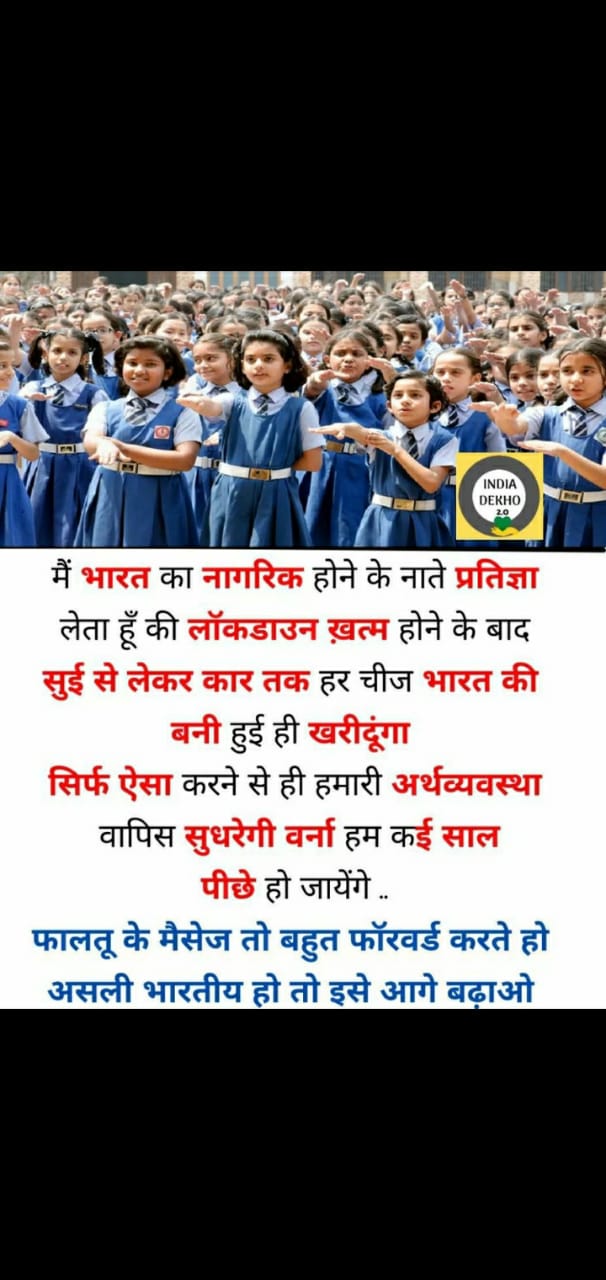 INDIA
DEKHO
2.0
मैं भारत का नागरिक होने के नाते प्रतिज्ञा
लेता हूँ की लॉकडाउन ख़त्म होने के बाद
सुई से लेकर कार तक हर चीज भारत की
बनी हुई ही खरीदूंगा
सिर्फ ऐसा करने से ही हमारी अर्थव्यवस्था
वापिस सुधरेगी वर्ना हम कई साल
पीछे हो जायेंगे ..
फालतू के मैसेज तो बहुत फॉरवर्ड करते हो
असली भारतीय हो तो इसे आगे बढ़ाओ